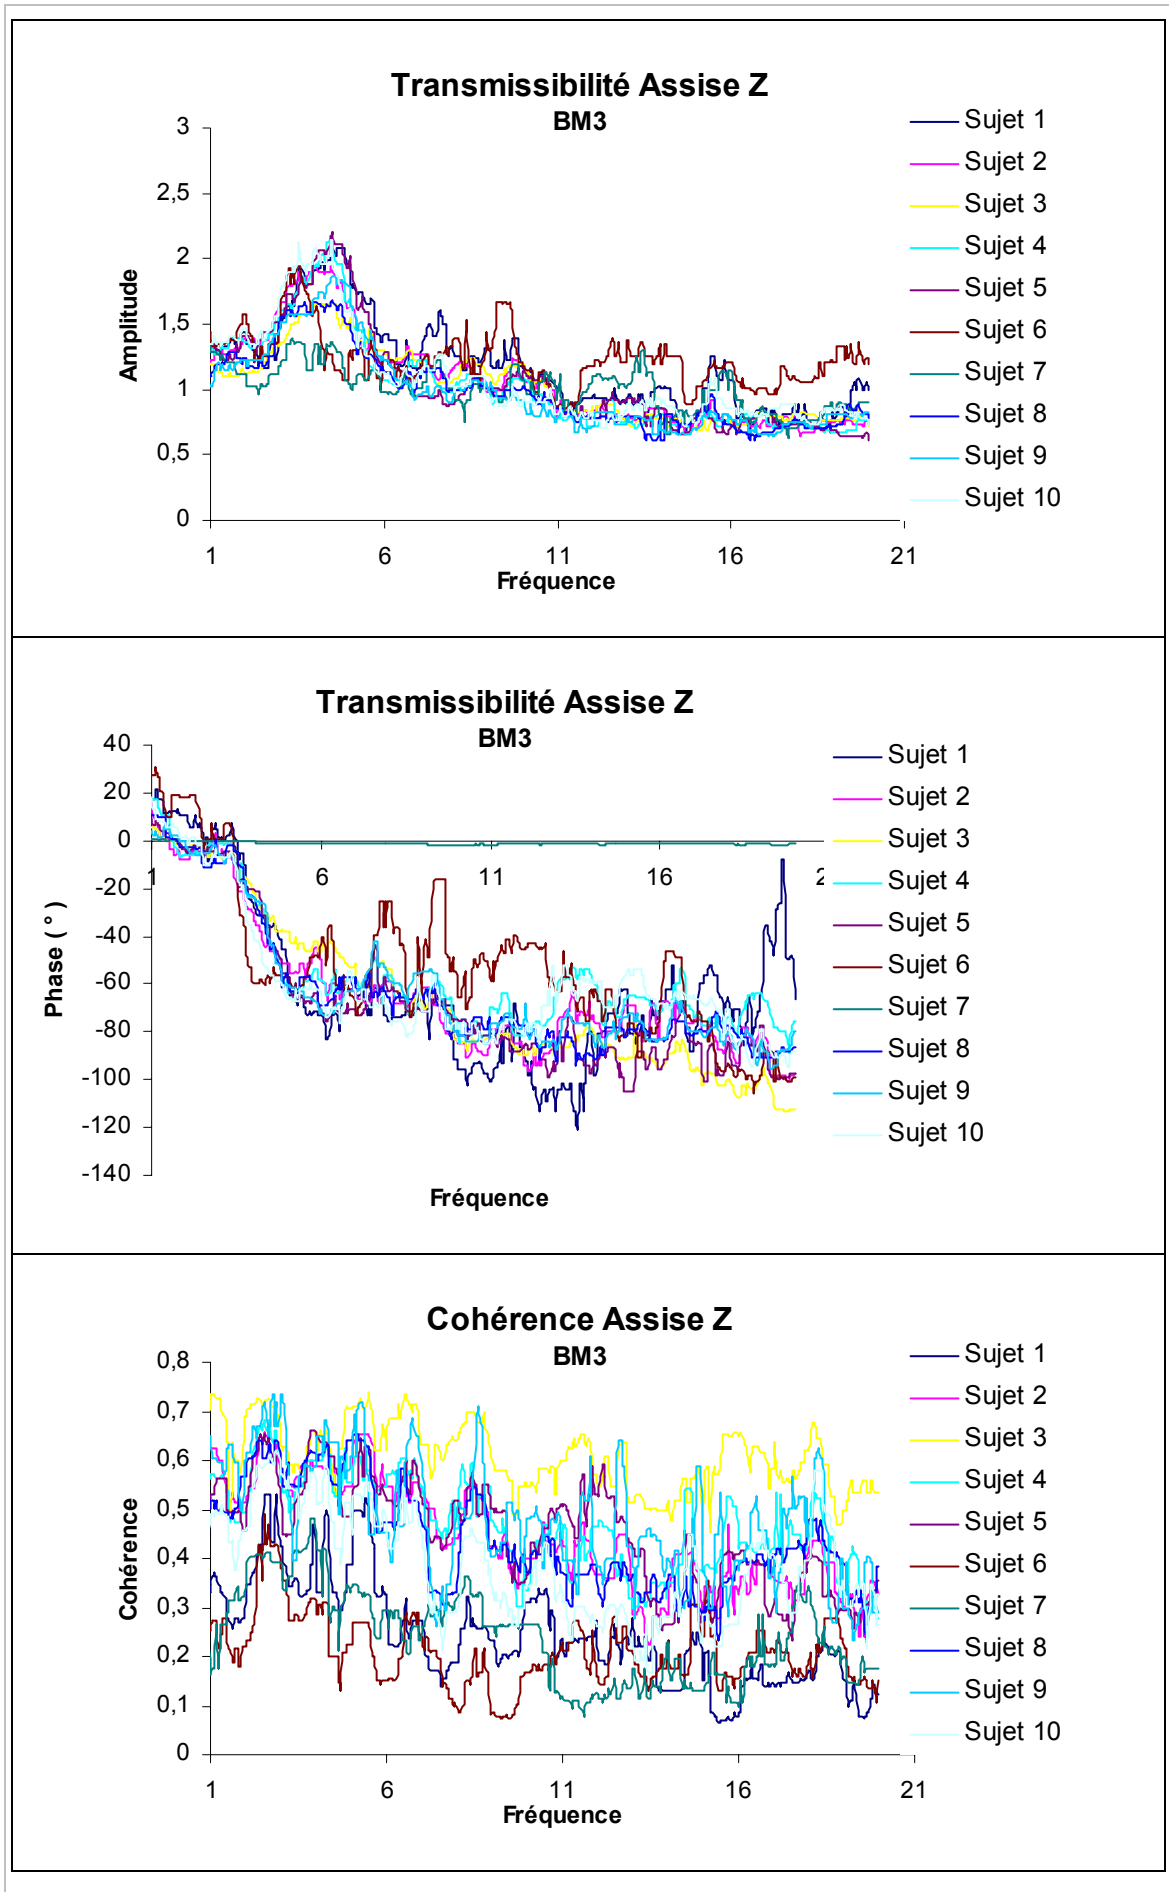 Transmissibilité Assise Z
BM3
3
2,5
2
1,5
1
0,5
0
Amplitude
1 6 11 16 21
Fréquence
Sujet 1
Sujet 2
Sujet 3
Sujet 4
Sujet 5
Sujet 6
Sujet 7
Sujet 8
Sujet 9
Sujet 10
Transmissibilité Assise Z
BM3
40
20
0
-20
-40
-60
-80
-100
-120
-140
Phase ( ° )
1 6 11 16 2
Fréquence
Sujet 1
Sujet 2
Sujet 3
Sujet 4
Sujet 5
Sujet 6
Sujet 7
Sujet 8
Sujet 9
Sujet 10
Cohérence Assise Z
BM3
0,8
0,7
0,6
0,5
0,4
0,3
0,2
0,1
0
Cohérence
1 6 11 16 21
Fréquence
Sujet 1
Sujet 2
Sujet 3
Sujet 4
Sujet 5
Sujet 6
Sujet 7
Sujet 8
Sujet 9
Sujet 10